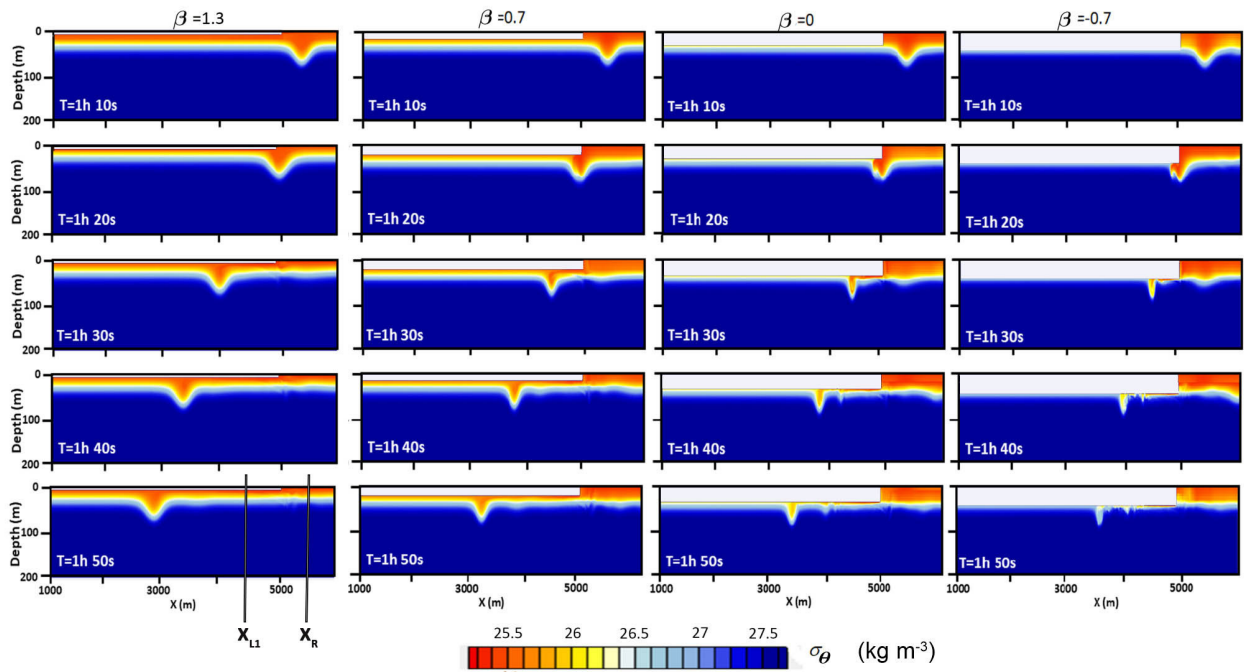 β=1.3 β=0.7 β=0 β=-0.7
0
100
200
Depth (m)
T=1h 10s T=1h 10s T=1h 10s T=1h 10s
0
100
200
Depth (m)
T=1h 20s T=1h 20s T=1h 20s T=1h 20s
0
100
200
Depth (m)
T=1h 30s T=1h 30s T=1h 30s T=1h 30s
0
100
200
Depth (m)
T=1h 40s T=1h 40s T=1h 40s T=1h 40s
0
100
200
Depth (m)
T=1h 50s T=1h 50s T=1h 50s T=1h 50s
1000 3000 5000 1000 3000 5000 1000 3000 5000 1000 3000 5000
X (m) X (m) X (m) X (m)
XL1 XR
25.5 26 26.5 27 27.5
σθ (kg m-3)